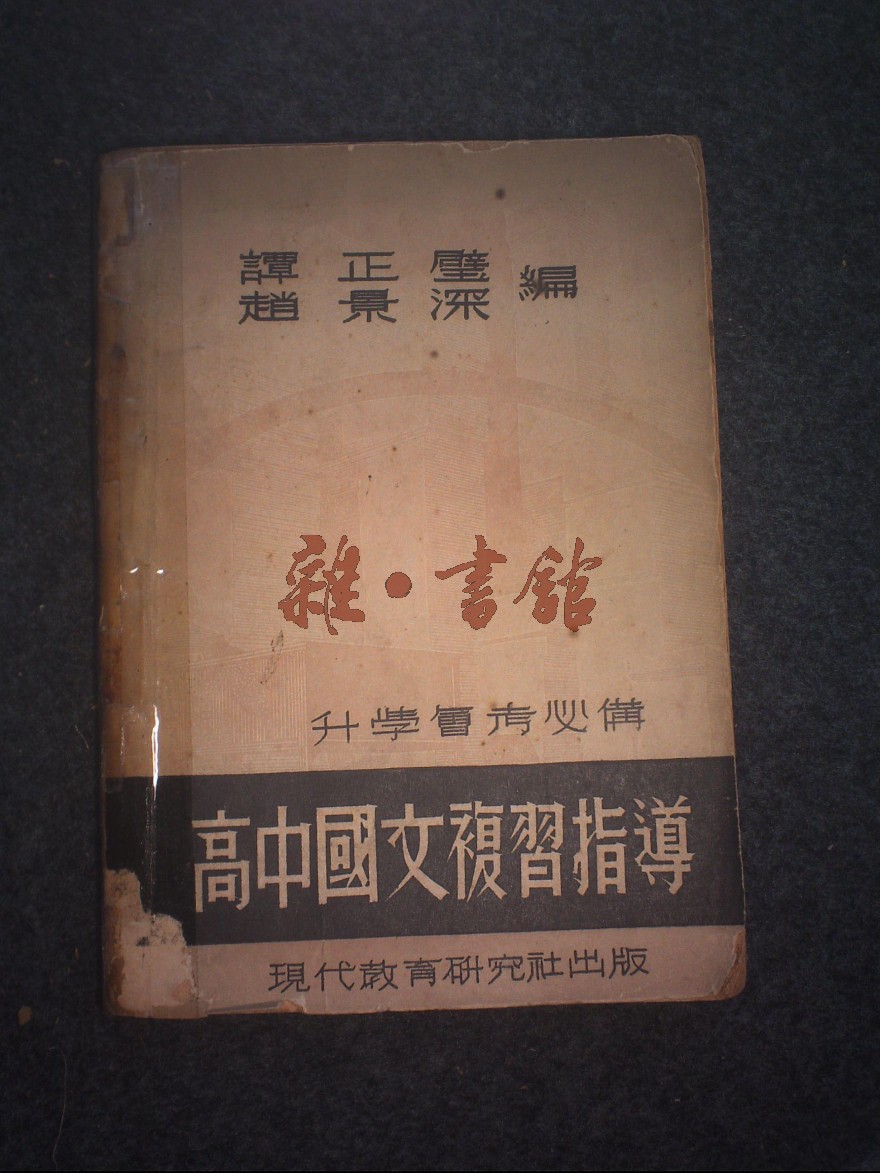 譚正璧
趙景深 編
雜·書館
升學會考必備
高中國文複習指導
現代教育研究社出版